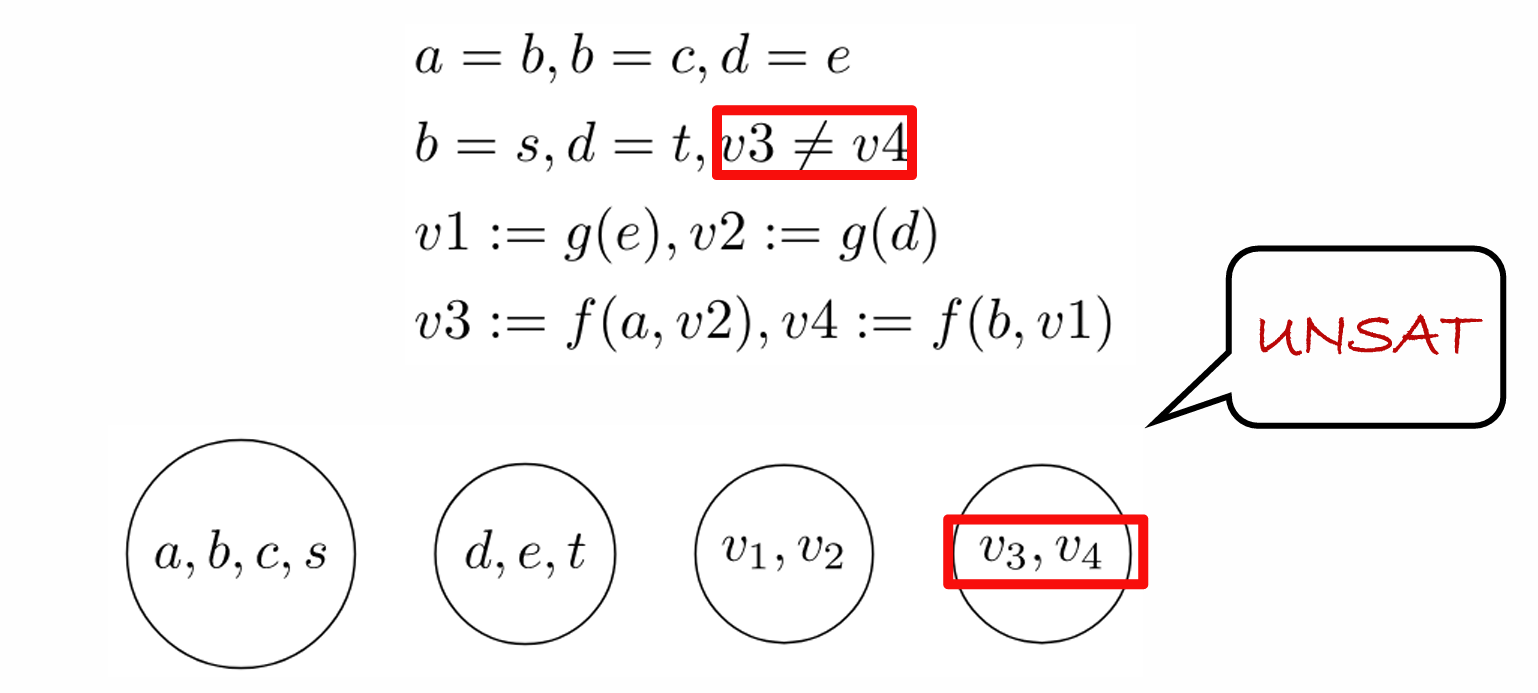 a = b, b = c, d = e
b = s, d = t, v3 ≠ v4
v1 := g(e), v2 := g(d)
v3 := f(a, v2), v4 := f(b, v1)
UNSAT
a, b, c, s
d, e, t
v₁, v₂
v₃, v₄